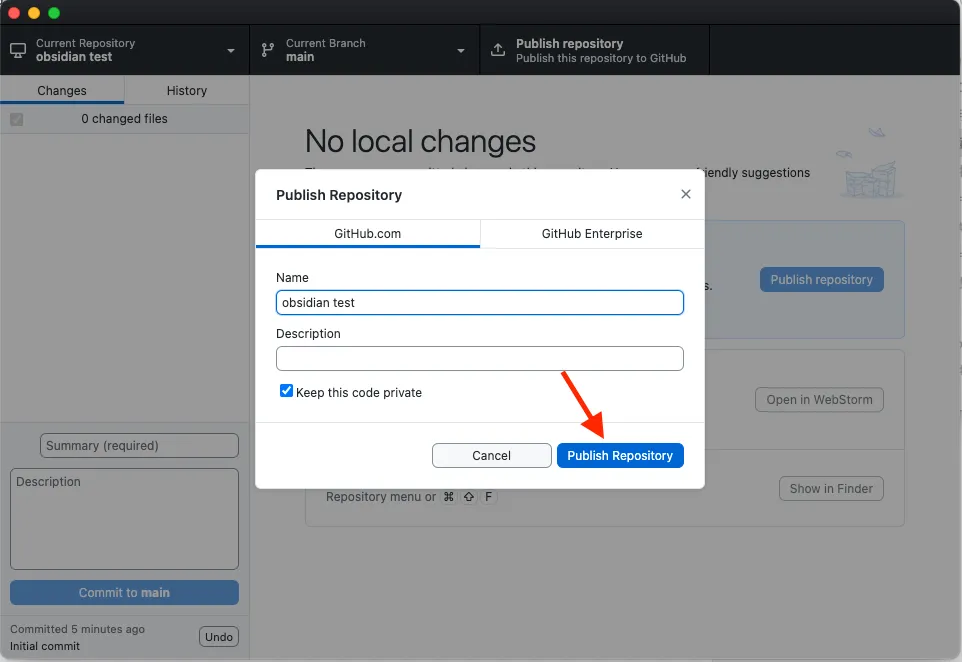 Current Repository
obsidian test
Current Branch
main
Publish repository
Publish this repository to GitHub
Changes
History
0 changed files
No local changes
friendly suggestions
Publish Repository
GitHub.com
GitHub Enterprise
Name
obsidian test
Description
Keep this code private
Cancel
Publish Repository
s.
Publish repository
Open in WebStorm
Repository menu or ⌘ ⇧ F
Show in Finder
Summary (required)
Description
Commit to main
Committed 5 minutes ago
Initial commit
Undo